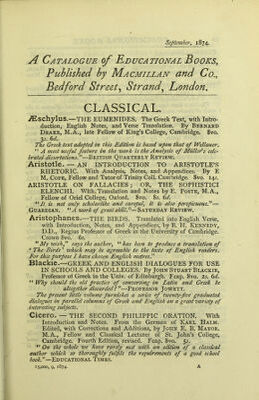 September, 1874.
A CATALOGUE of EDUCATIONAL BOOKS,
Published by MACMILLAN and Co.,
Bedford Street, Strand, London.
CLASSICAL.
Æschylus.—THE EUMENIDES. The Greek Text, with Intro-
duction, English Notes, and Verse Translation. By BERNARD
DRAKE, M.A., late Fellow of King's College, Cambridge. 8vo.
3s. 6d.
The Greek text adopted in this Edition is based upon that of Wellauer.
"A most useful feature in the work is the Analysis of Müller's cele-
brated dissertations."—BRITISH QUARTERLY REVIEW.
Aristotle.— AN INTRODUCTION TO ARISTOTLE'S
RHETORIC. With Analysis, Notes, and Appendices. By E.
M. COPE, Fellow and Tutor of Trinity Coll. Cambridge. 8vo. 14s.
ARISTOTLE ON FALLACIES; OR, THE SOPHISTICI
ELENCHI. With Translation and Notes by E. POSTE, M.A.,
Fellow of Oriel College, Oxford. 8vo. 8s. 6d.
"It is not only scholarlike and careful, it is also perspicuous."—
GUARDIAN. "A work of great skill."—SATURDAY REVIEW.
Aristophanes.—THE BIRDS. Translated into English Verse,
with Introduction, Notes, and Appendices, by B. H. KENNEDY,
D.D., Regius Professor of Greek in the University of Cambridge.
Crown 8vo. 6s.
"My wish," says the author, "has been to produce a translation of
'The Birds' which may be agreeable to the taste of English readers.
For this purpose I have chosen English metres."
Blackie.—GREEK AND ENGLISH DIALOGUES FOR USE
IN SCHOOLS AND COLLEGES. By JOHN STUART BLACKIE,
Professor of Greek in the Univ. of Edinburgh. Fcap. 8vo. 2s. 6d.
"Why should the old practice of conversing in Latin and Greek be
altogether discarded?"—PROFESSOR JOWETT.
The present little volume furnishes a series of twenty-five graduated
dialogues in parallel columns of Greek and English on a great variety of
interesting subjects.
Cicero. — THE SECOND PHILIPPIC ORATION. With
Introduction and Notes. From the German of KARL HALM.
Edited, with Corrections and Additions, by JOHN E. B. MAYOR,
M.A., Fellow and Classical Lecturer of St. John's College,
Cambridge. Fourth Edition, revised. Fcap. 8vo. 5s.
"On the whole we have rarely met with an edition of a classical
author which so thoroughly fulfils the requirements of a good school
book."—EDUCATIONAL TIMES.
15,000, 9, 1874. A